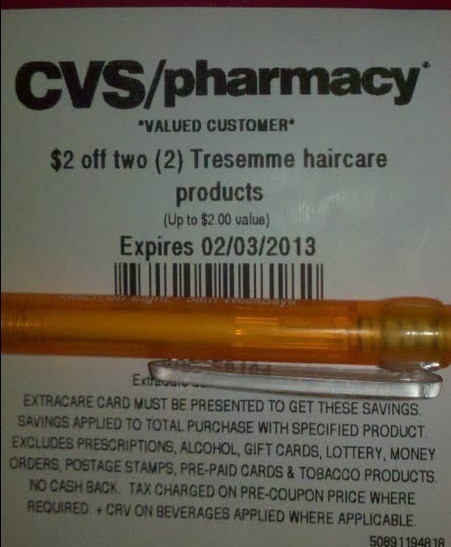 CVS/pharmacy
*VALUED CUSTOMER*
$2 off two (2) Tresemme haircare
products
(Up to $2.00 value)
Expires 02/03/2013
EXTRACARE CARD MUST BE PRESENTED TO GET THESE SAVINGS.
SAVINGS APPLIED TO TOTAL PURCHASE WITH SPECIFIED PRODUCT.
EXCLUDES PRESCRIPTIONS, ALCOHOL, GIFT CARDS, LOTTERY, MONEY
ORDERS, POSTAGE STAMPS, PRE-PAID CARDS & TOBACCO PRODUCTS.
NO CASH BACK. TAX CHARGED ON PRE-COUPON PRICE WHERE
REQUIRED. + CRV ON BEVERAGES APPLIED WHERE APPLICABLE.
50891194818